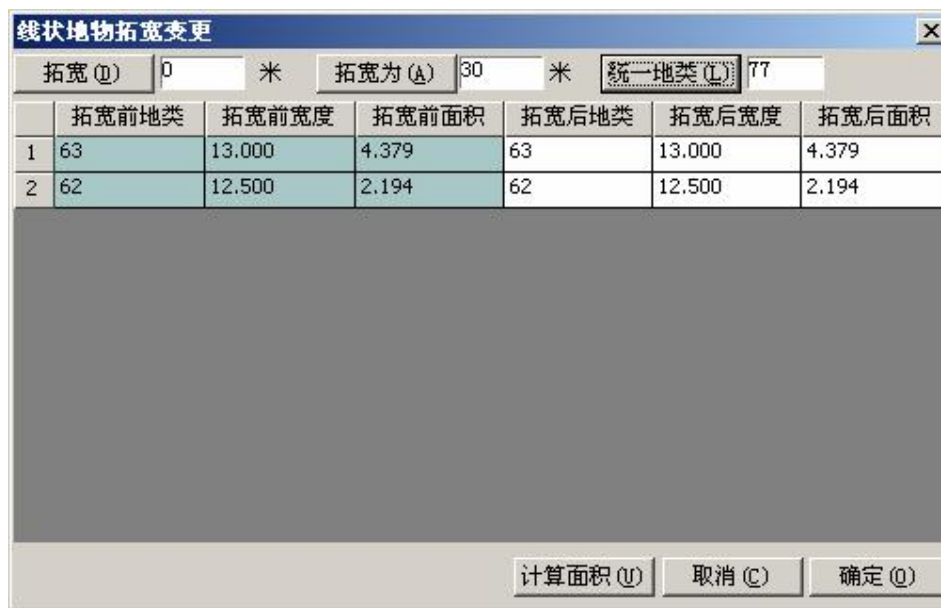 线状地物拓宽变更
拓宽(D) 0 米 拓宽为(A) 30 米 统一地类(L) 77
拓宽前地类 拓宽前宽度 拓宽前面积 拓宽后地类 拓宽后宽度 拓宽后面积
1 63 13.000 4.379 63 13.000 4.379
2 62 12.500 2.194 62 12.500 2.194
计算面积(U) 取消(C) 确定(O)